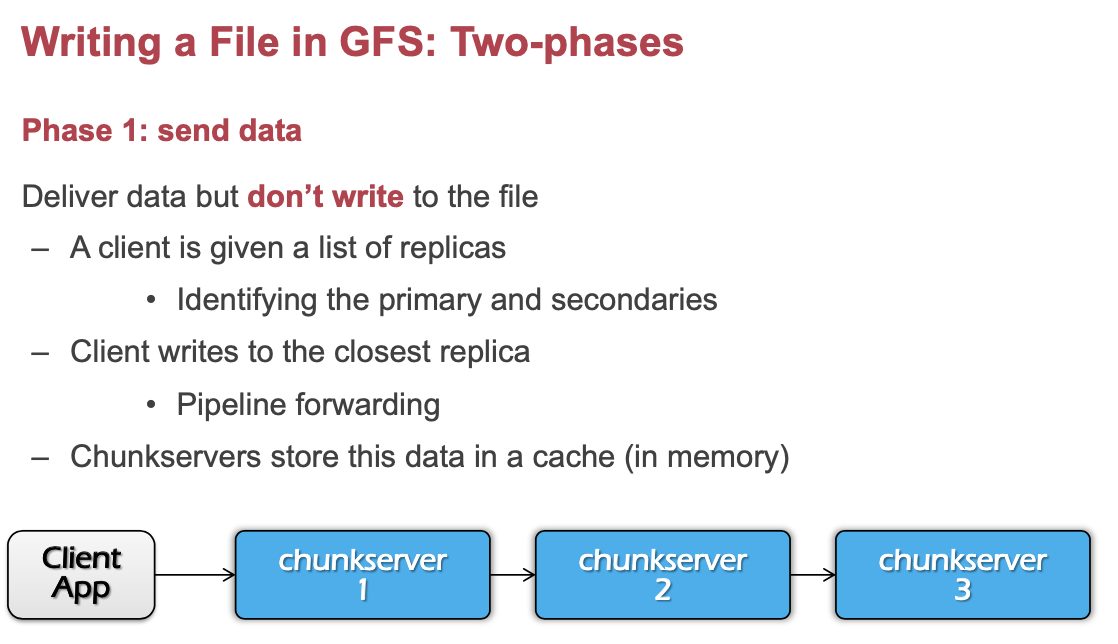 Writing a File in GFS: Two-phases
Phase 1: send data
Deliver data but don’t write to the file
– A client is given a list of replicas
• Identifying the primary and secondaries
– Client writes to the closest replica
• Pipeline forwarding
– Chunkservers store this data in a cache (in memory)
Client
App
chunkserver
1
chunkserver
2
chunkserver
3